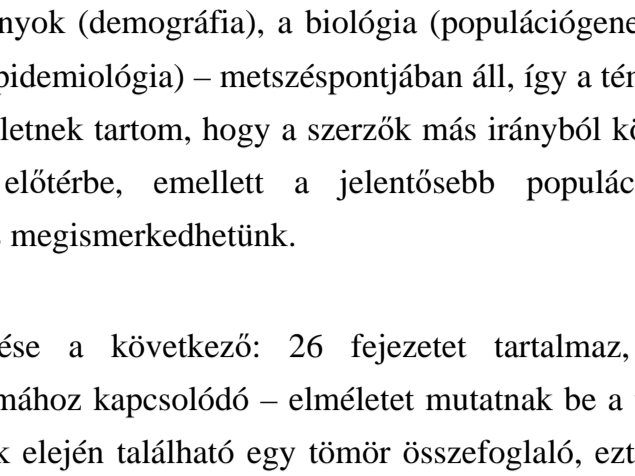 nyok (demográfia), a biológia (populációgene
pidemiológia) – metszéspontjában áll, így a tén
letnek tartom, hogy a szerzők más irányból kö
előtérbe, emellett a jelentősebb populác
megismerkedhetünk.
ése a következő: 26 fejezetet tartalmaz,
mához kapcsolódó – elméletet mutatnak be a
k elején található egy tömör összefoglaló, ezt